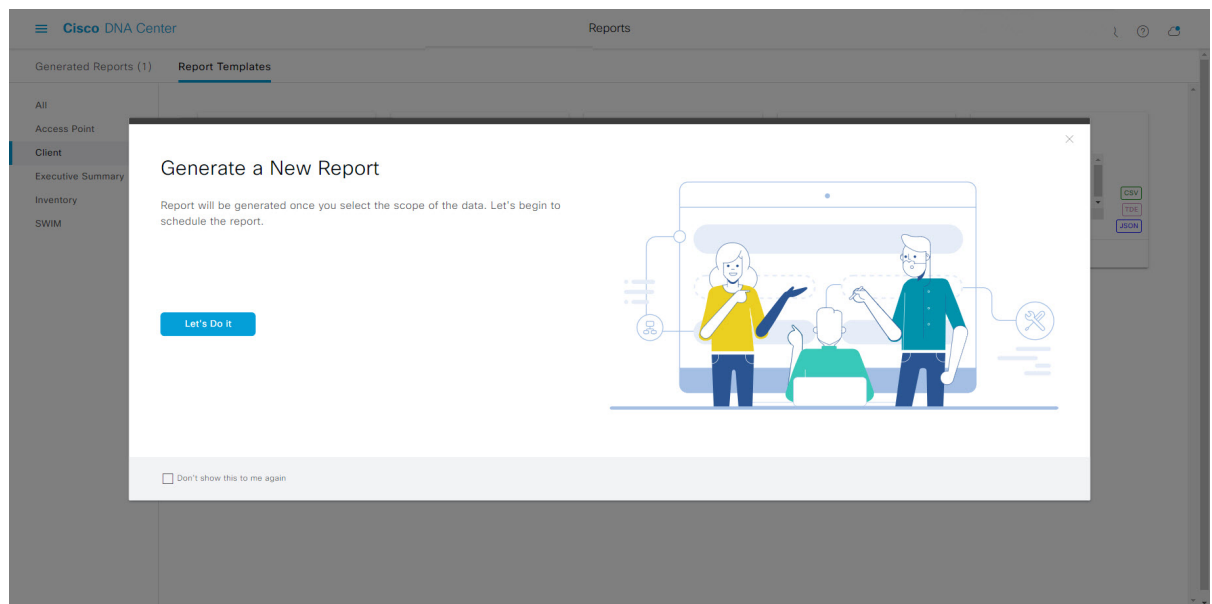 Cisco DNA Center
Reports
Generated Reports (1)
Report Templates
All
Access Point
Client
Executive Summary
Inventory
SWIM
Generate a New Report
Report will be generated once you select the scope of the data. Let's begin to
schedule the report.
Let's Do it
Don't show this to me again
CSV
TDE
JSON